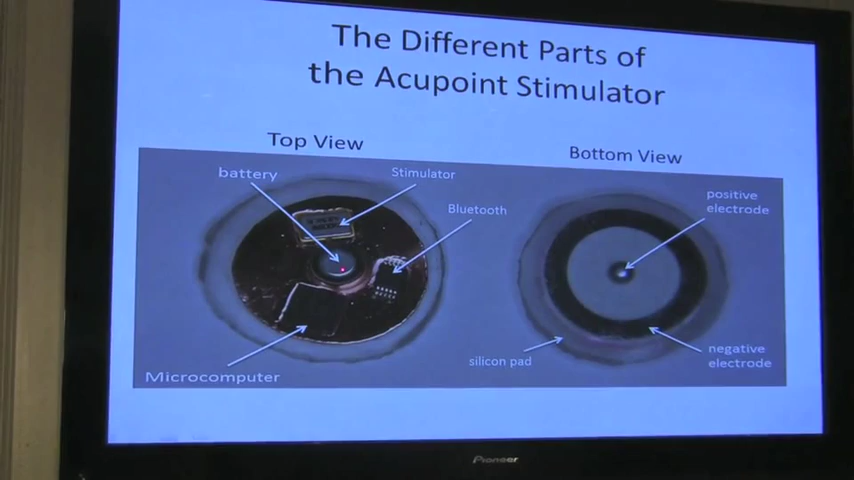 The Different Parts of
the Acupoint Stimulator
Top View
Bottom View
battery
Stimulator
Bluetooth
Microcomputer
positive
electrode
silicon pad
negative
electrode
Pioneer